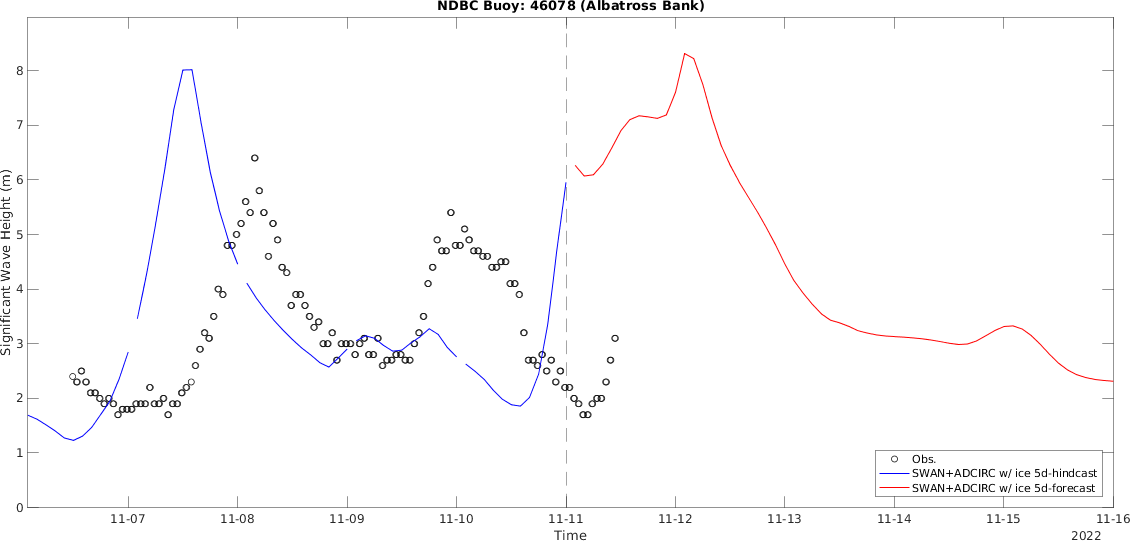 NDBC Buoy: 46078 (Albatross Bank)
Significant Wave Height (m)
8
7
6
5
4
3
2
1
0
Obs.
SWAN+ADCIRC w/ ice 5d-hindcast
SWAN+ADCIRC w/ ice 5d-forecast
11-07 11-08 11-09 11-10 11-11 11-12 11-13 11-14 11-15 11-16
Time
2022